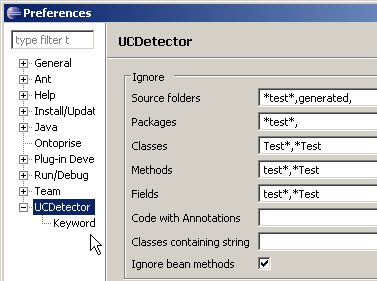 Preferences
type filter t
General
Ant
Help
Install/Updat
Java
Ontoprise
Plug-in Deve
Run/Debug
Team
UCDetector
Keyword
UCDetector
Ignore
Source folders *test*,generated,
Packages *test*,
Classes Test*,*Test
Methods test*,*Test
Fields test*,*Test
Code with Annotations
Classes containing string
Ignore bean methods